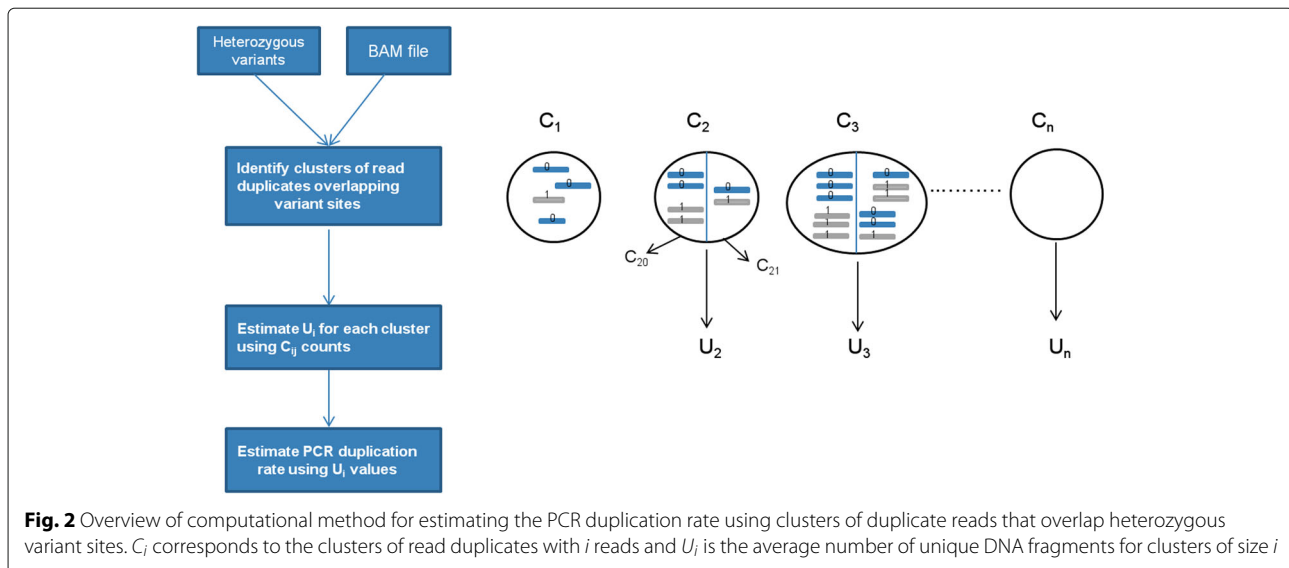 Heterozygous
variants
BAM file
Identify clusters of read
duplicates overlapping
variant sites
Estimate Ui for each cluster
using Cij counts
Estimate PCR duplication
rate using Ui values
C1
C2
C3
Cn
0
0
1
0
0
0
1
1
0
1
0
0
0
1
1
1
0
1
1
0
0
1
..........
C20
C21
U2
U3
Un
Fig. 2 Overview of computational method for estimating the PCR duplication rate using clusters of duplicate reads that overlap heterozygous
variant sites. Ci corresponds to the clusters of read duplicates with i reads and Ui is the average number of unique DNA fragments for clusters of size i